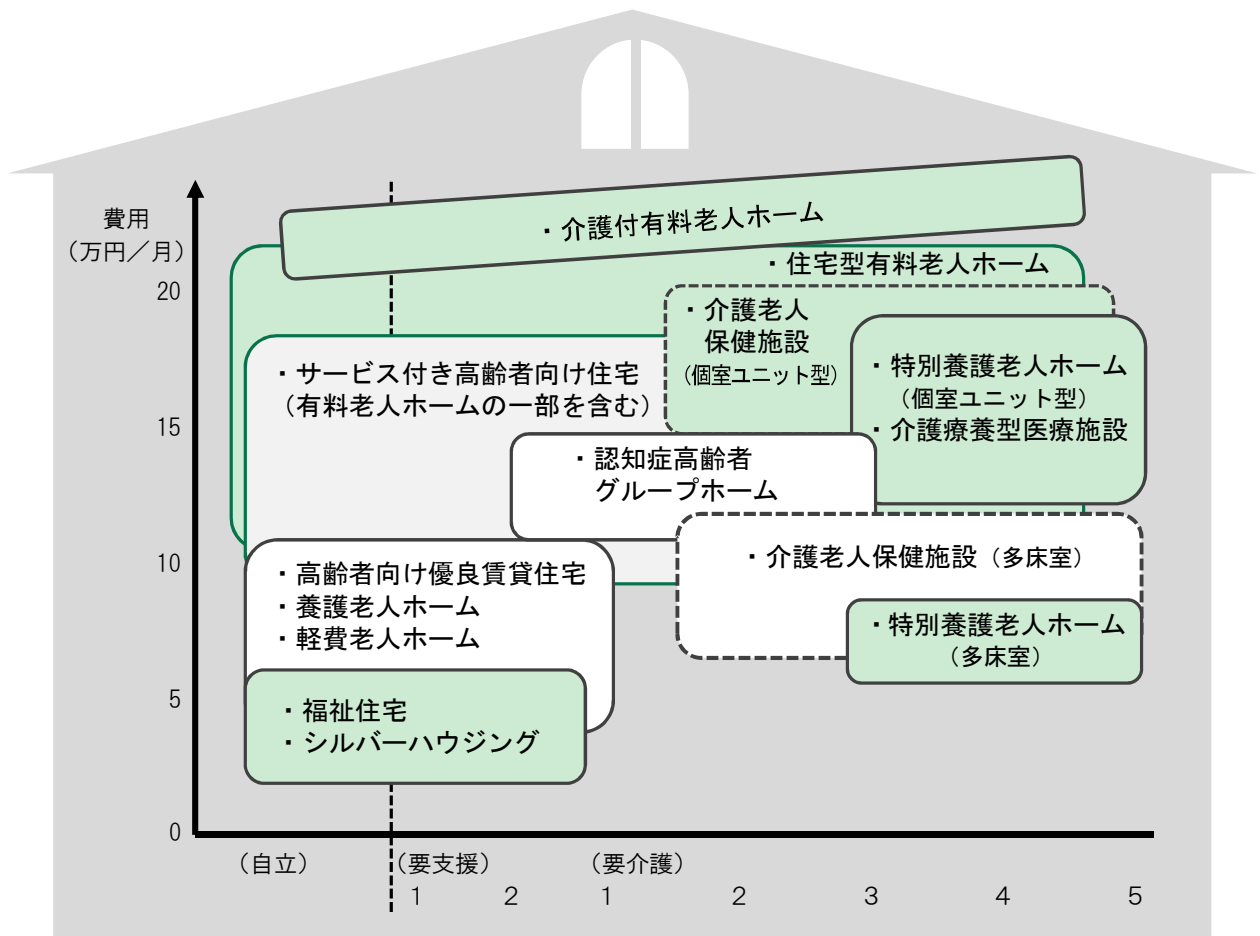 費用
（万円／月）
20
15
10
5
0
・介護付有料老人ホーム
・住宅型有料老人ホーム
・介護老人
保健施設
（個室ユニット型）
・特別養護老人ホーム
（個室ユニット型）
・介護療養型医療施設
・サービス付き高齢者向け住宅
（有料老人ホームの一部を含む）
・認知症高齢者
グループホーム
・介護老人保健施設（多床室）
・特別養護老人ホーム
（多床室）
・高齢者向け優良賃貸住宅
・養護老人ホーム
・軽費老人ホーム
・福祉住宅
・シルバーハウジング
（自立） （要支援） （要介護）
1 2 1 2 3 4 5